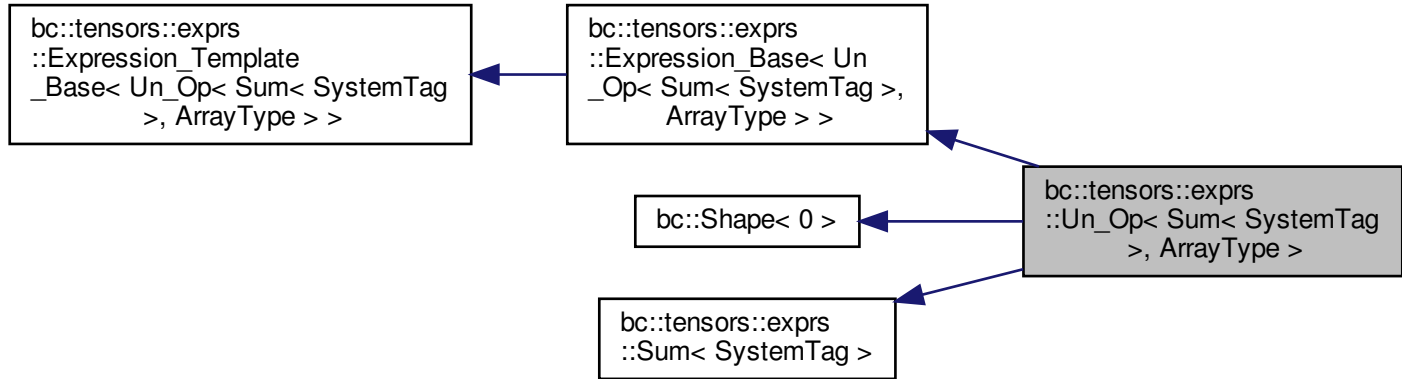 bc::tensors::exprs
::Expression_Template
_Base< Un_Op< Sum< SystemTag
>, ArrayType > >
bc::tensors::exprs
::Expression_Base< Un
_Op< Sum< SystemTag >,
ArrayType > >
bc::Shape< 0 >
bc::tensors::exprs
::Sum< SystemTag >
bc::tensors::exprs
::Un_Op< Sum< SystemTag
>, ArrayType >